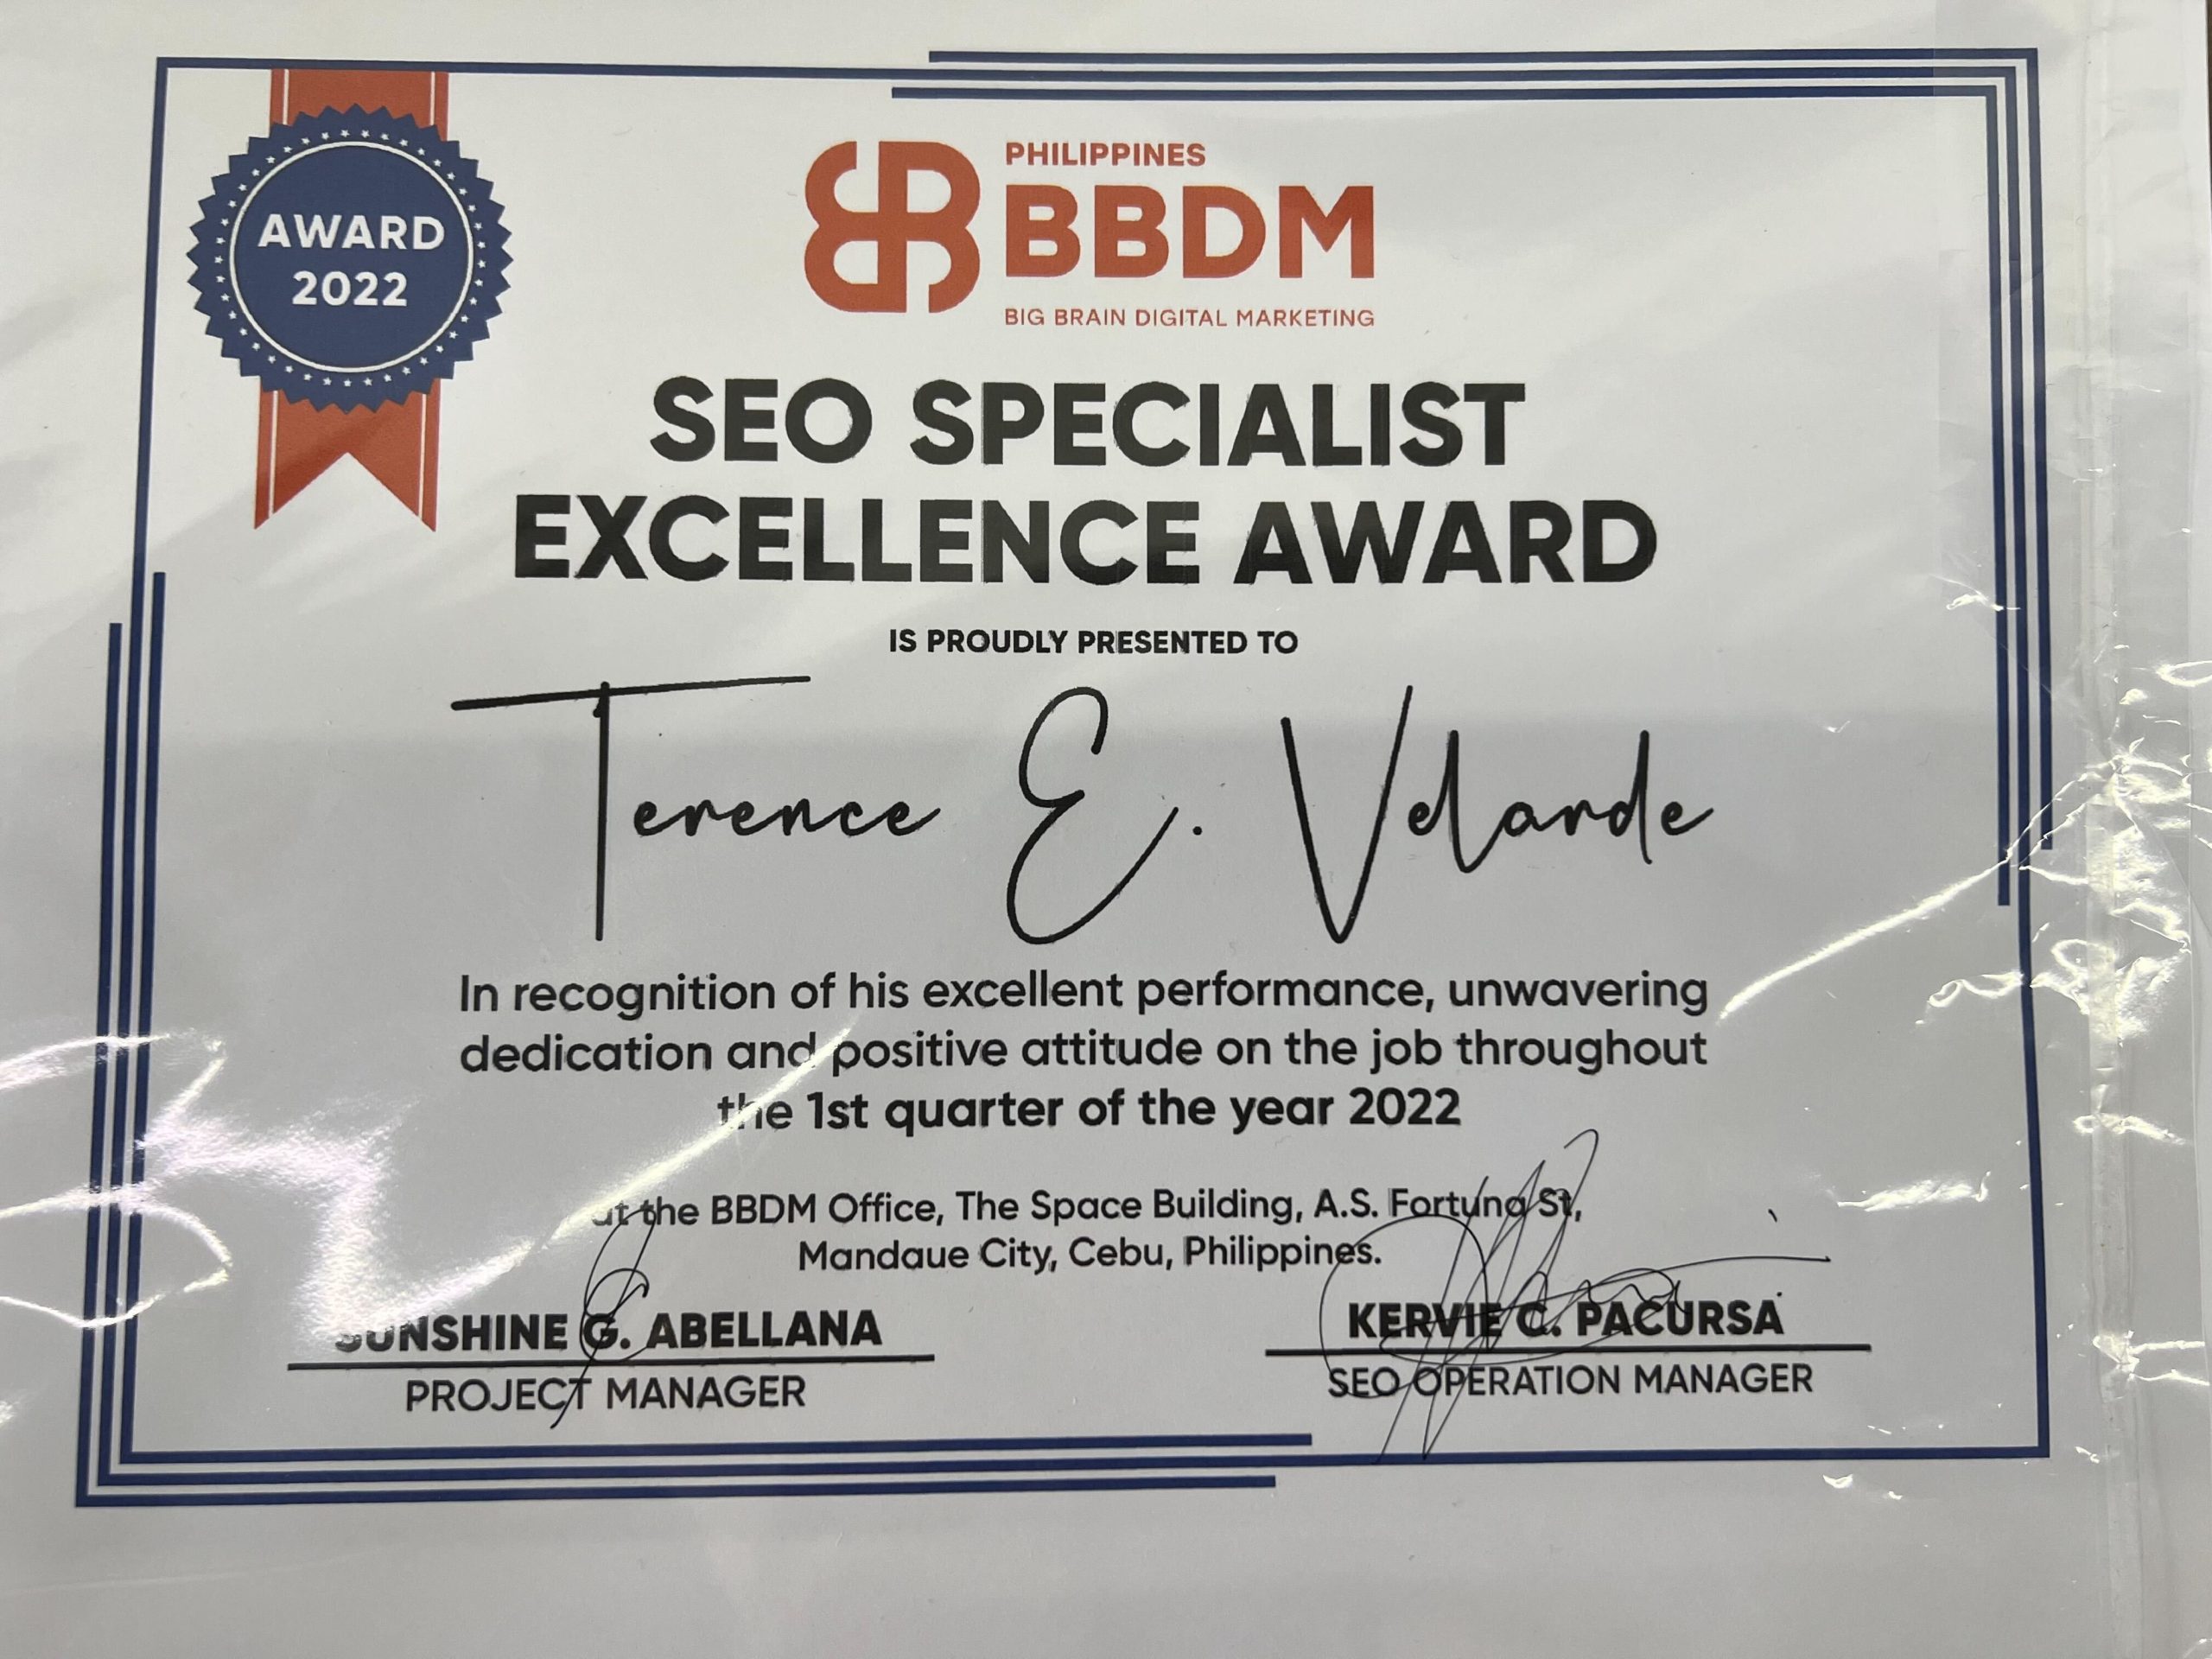 AWARD
2022
PHILIPPINES
BBDM
BIG BRAIN DIGITAL MARKETING
SEO SPECIALIST
EXCELLENCE AWARD
IS PROUDLY PRESENTED TO
Terence E. Velarde
In recognition of his excellent performance, unwavering
dedication and positive attitude on the job throughout
the 1st quarter of the year 2022
at the BBDM Office, The Space Building, A.S. Fortuna St,
Mandaue City, Cebu, Philippines.
SUNSHINE G. ABELLANA
PROJECT MANAGER
KERVIE C. PACURSA
SEO OPERATION MANAGER